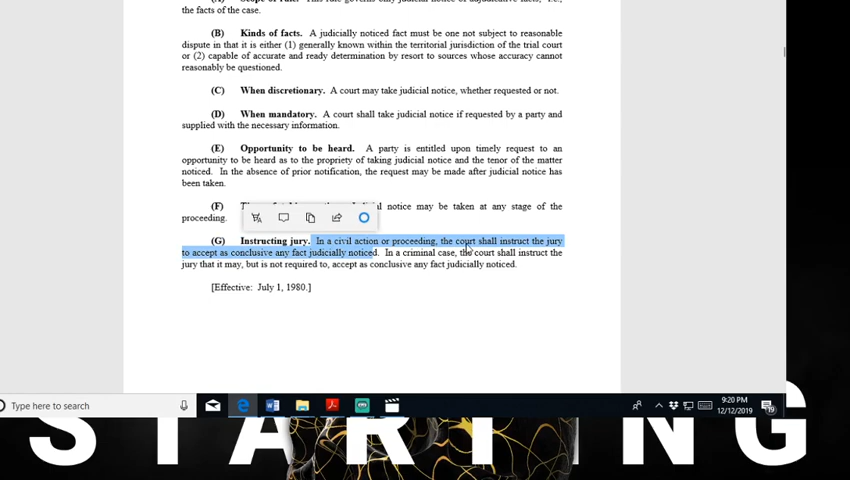 the facts of the case.
(B) Kinds of facts. A judicially noticed fact must be one not subject to reasonable
dispute in that it is either (1) generally known within the territorial jurisdiction of the trial court
or (2) capable of accurate and ready determination by resort to sources whose accuracy cannot
reasonably be questioned.
(C) When discretionary. A court may take judicial notice, whether requested or not.
(D) When mandatory. A court shall take judicial notice if requested by a party and
supplied with the necessary information.
(E) Opportunity to be heard. A party is entitled upon timely request to an
opportunity to be heard as to the propriety of taking judicial notice and the tenor of the matter
noticed. In the absence of prior notification, the request may be made after judicial notice has
been taken.
(F) notice may be taken at any stage of the
proceeding.
(G) Instructing jury. In a civil action or proceeding, the court shall instruct the jury
to accept as conclusive any fact judicially noticed. In a criminal case, the court shall instruct the
jury that it may, but is not required to, accept as conclusive any fact judicially noticed.
[Effective: July 1, 1980.]
Type here to search
9:20 PM
12/12/2019
19
STARTING